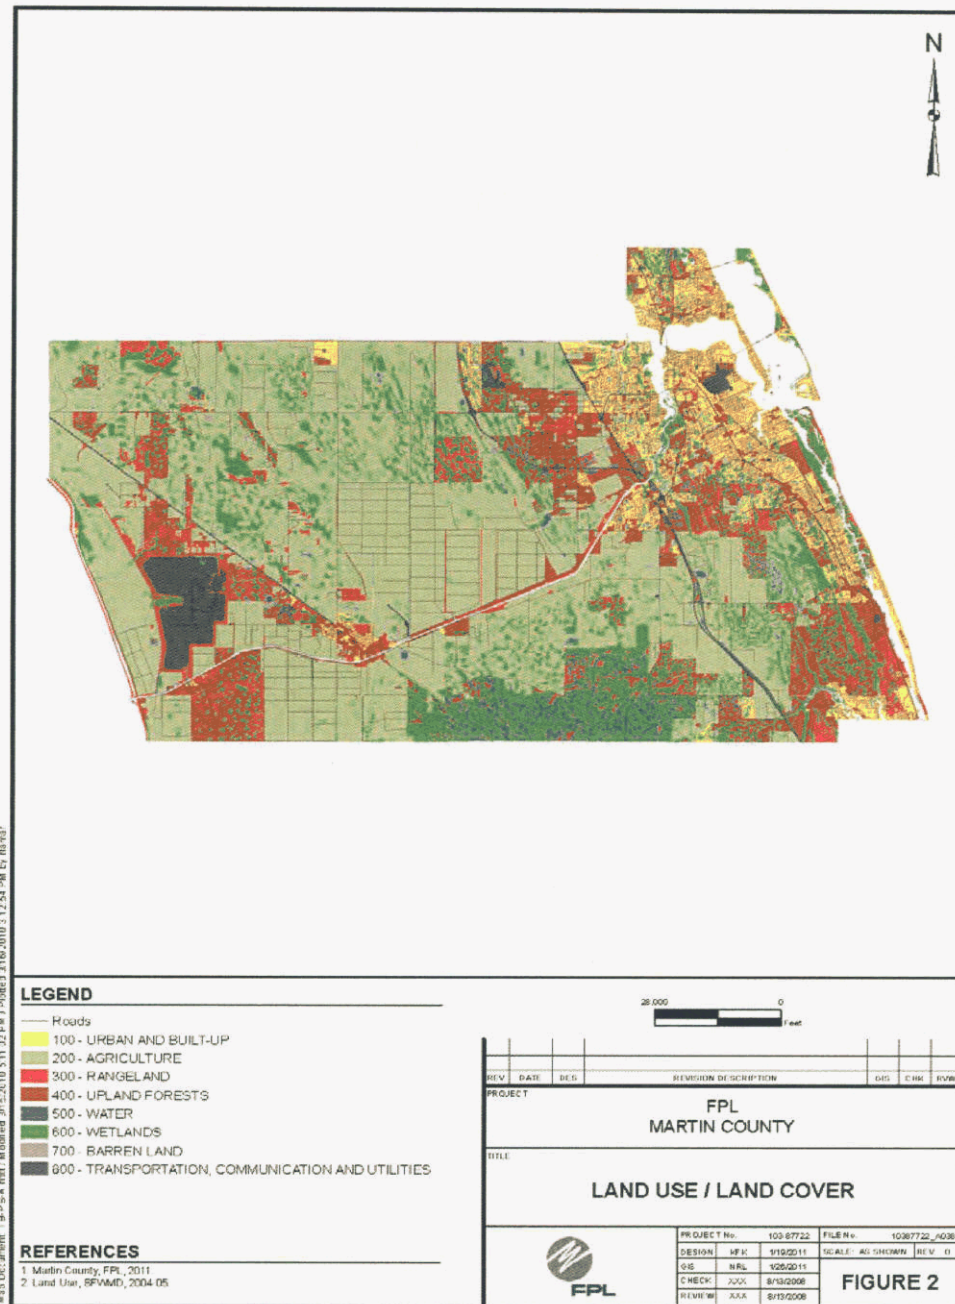 N
LEGEND
Roads
100 - URBAN AND BUILT-UP
200 - AGRICULTURE
300 - RANGELAND
400 - UPLAND FORESTS
500 - WATER
600 - WETLANDS
700 - BARREN LAND
800 - TRANSPORTATION, COMMUNICATION AND UTILITIES
REFERENCES
1. Martin County, FPL, 2011
2. Land Use, SFWMD, 2004-05
28,000 0
Feet
REV DATE DES REVISION DESCRIPTION GIS CHK RVW
PROJECT
FPL
MARTIN COUNTY
TITLE
LAND USE / LAND COVER
FPL
PROJECT No. 103-87722 FILE No. 10387722_A038
DESIGN KFK 1/19/2011 SCALE: AS SHOWN REV. 0
GIS NRL 1/26/2011
CHECK XXX 8/13/2008
REVIEW XXX 8/13/2008
FIGURE 2